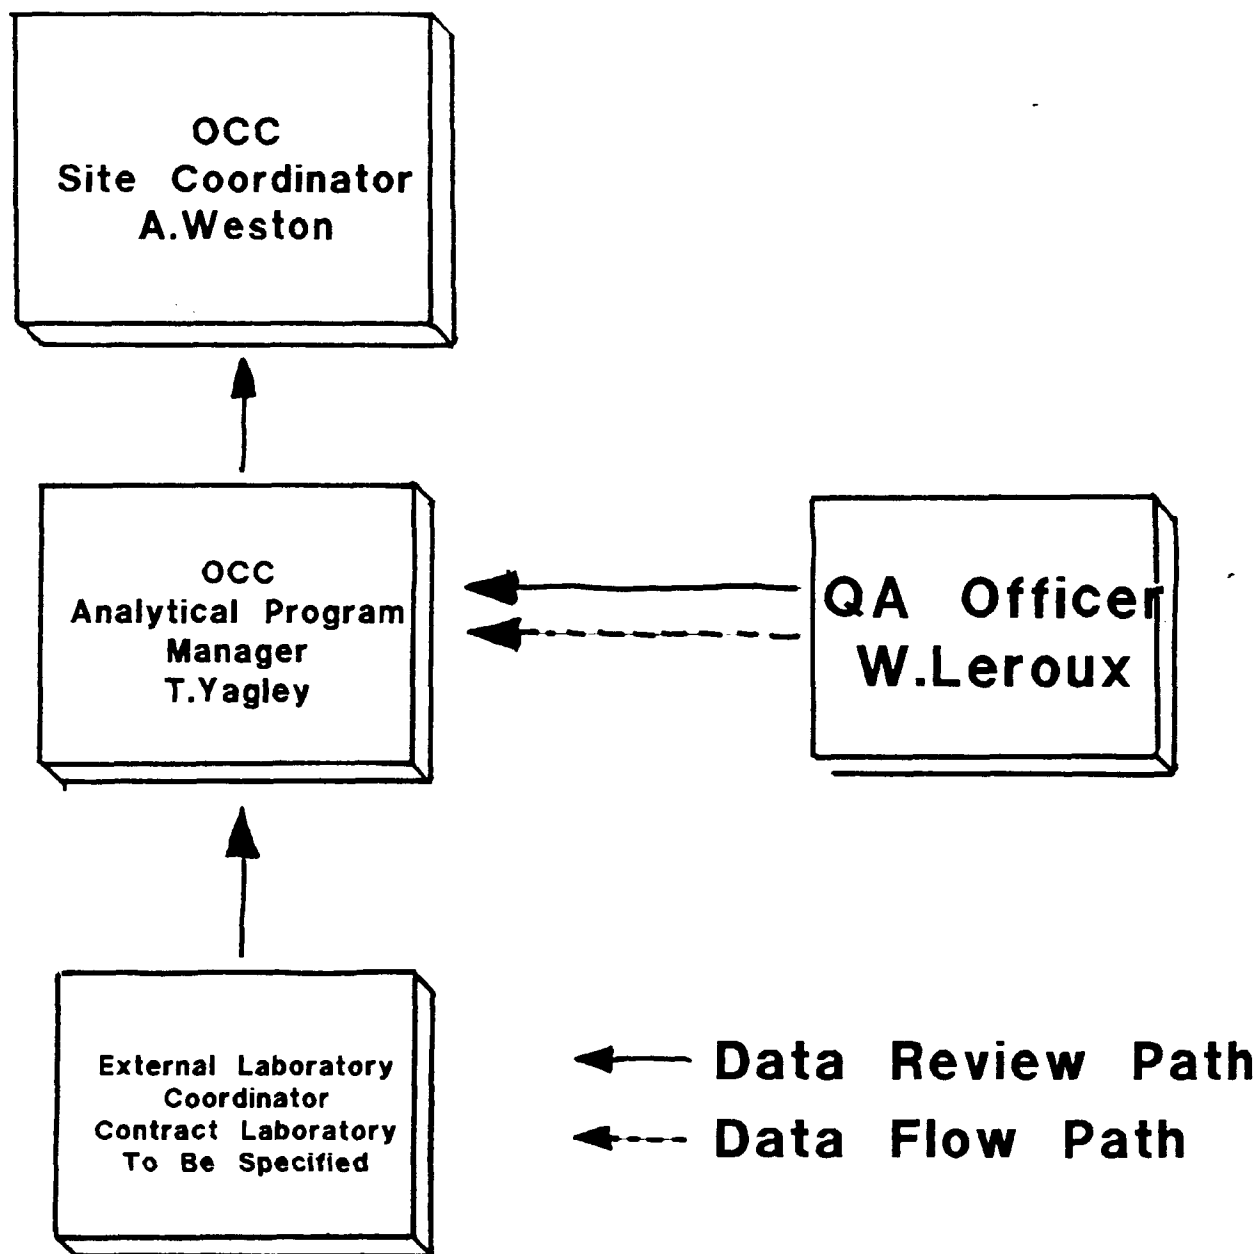 OCC
Site Coordinator
A.Weston
OCC
Analytical Program
Manager
T.Yagley
QA Officer
W.Leroux
External Laboratory
Coordinator
Contract Laboratory
To Be Specified
Data Review Path
Data Flow Path